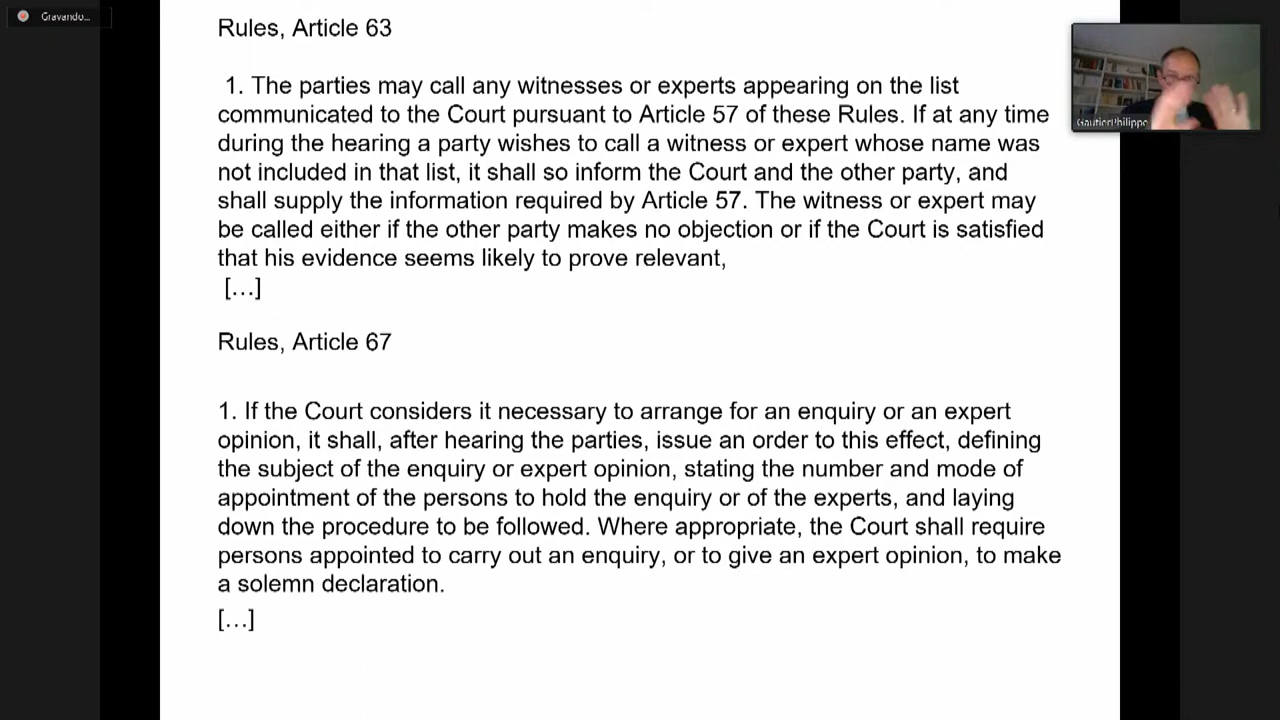 Gravando...
Rules, Article 63
1. The parties may call any witnesses or experts appearing on the list
communicated to the Court pursuant to Article 57 of these Rules. If at any time
during the hearing a party wishes to call a witness or expert whose name was
not included in that list, it shall so inform the Court and the other party, and
shall supply the information required by Article 57. The witness or expert may
be called either if the other party makes no objection or if the Court is satisfied
that his evidence seems likely to prove relevant,
[…]
Rules, Article 67
1. If the Court considers it necessary to arrange for an enquiry or an expert
opinion, it shall, after hearing the parties, issue an order to this effect, defining
the subject of the enquiry or expert opinion, stating the number and mode of
appointment of the persons to hold the enquiry or of the experts, and laying
down the procedure to be followed. Where appropriate, the Court shall require
persons appointed to carry out an enquiry, or to give an expert opinion, to make
a solemn declaration.
[…]
GautierPhilippe